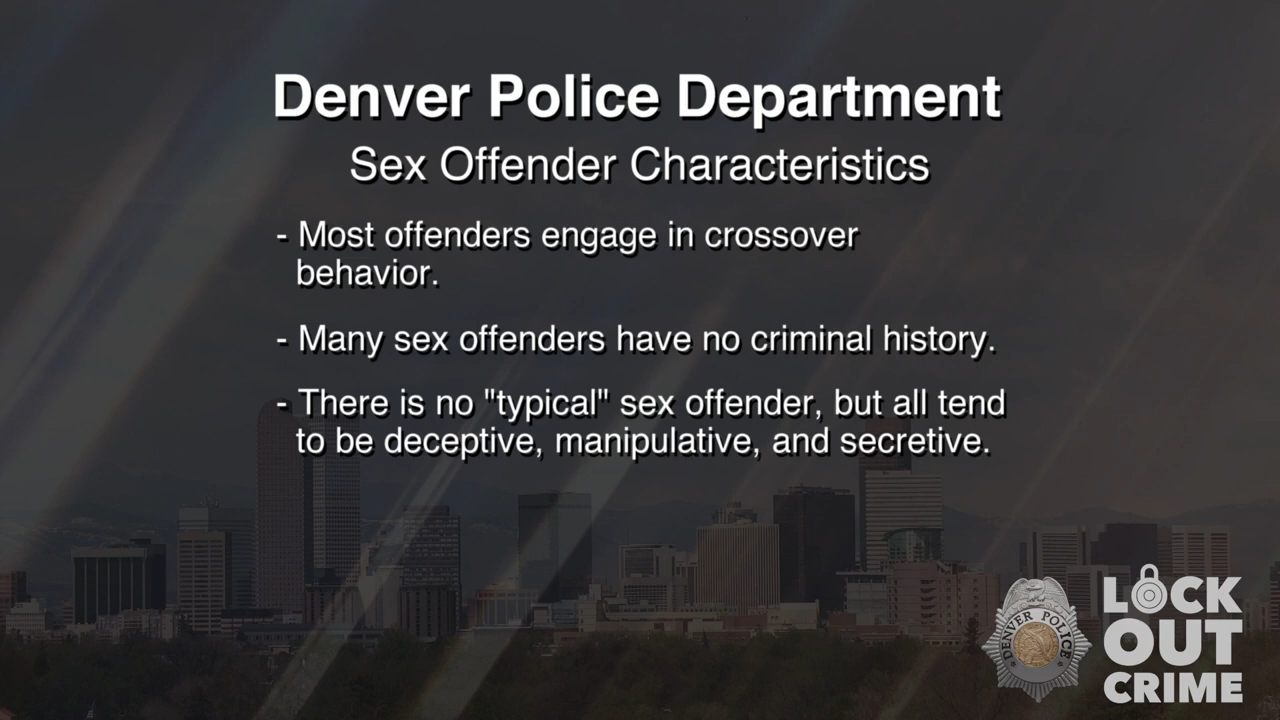 Denver Police Department
Sex Offender Characteristics
- Most offenders engage in crossover
behavior.
- Many sex offenders have no criminal history.
- There is no "typical" sex offender, but all tend
to be deceptive, manipulative, and secretive.
DENVER POLICE
LOCK
OUT
CRIME